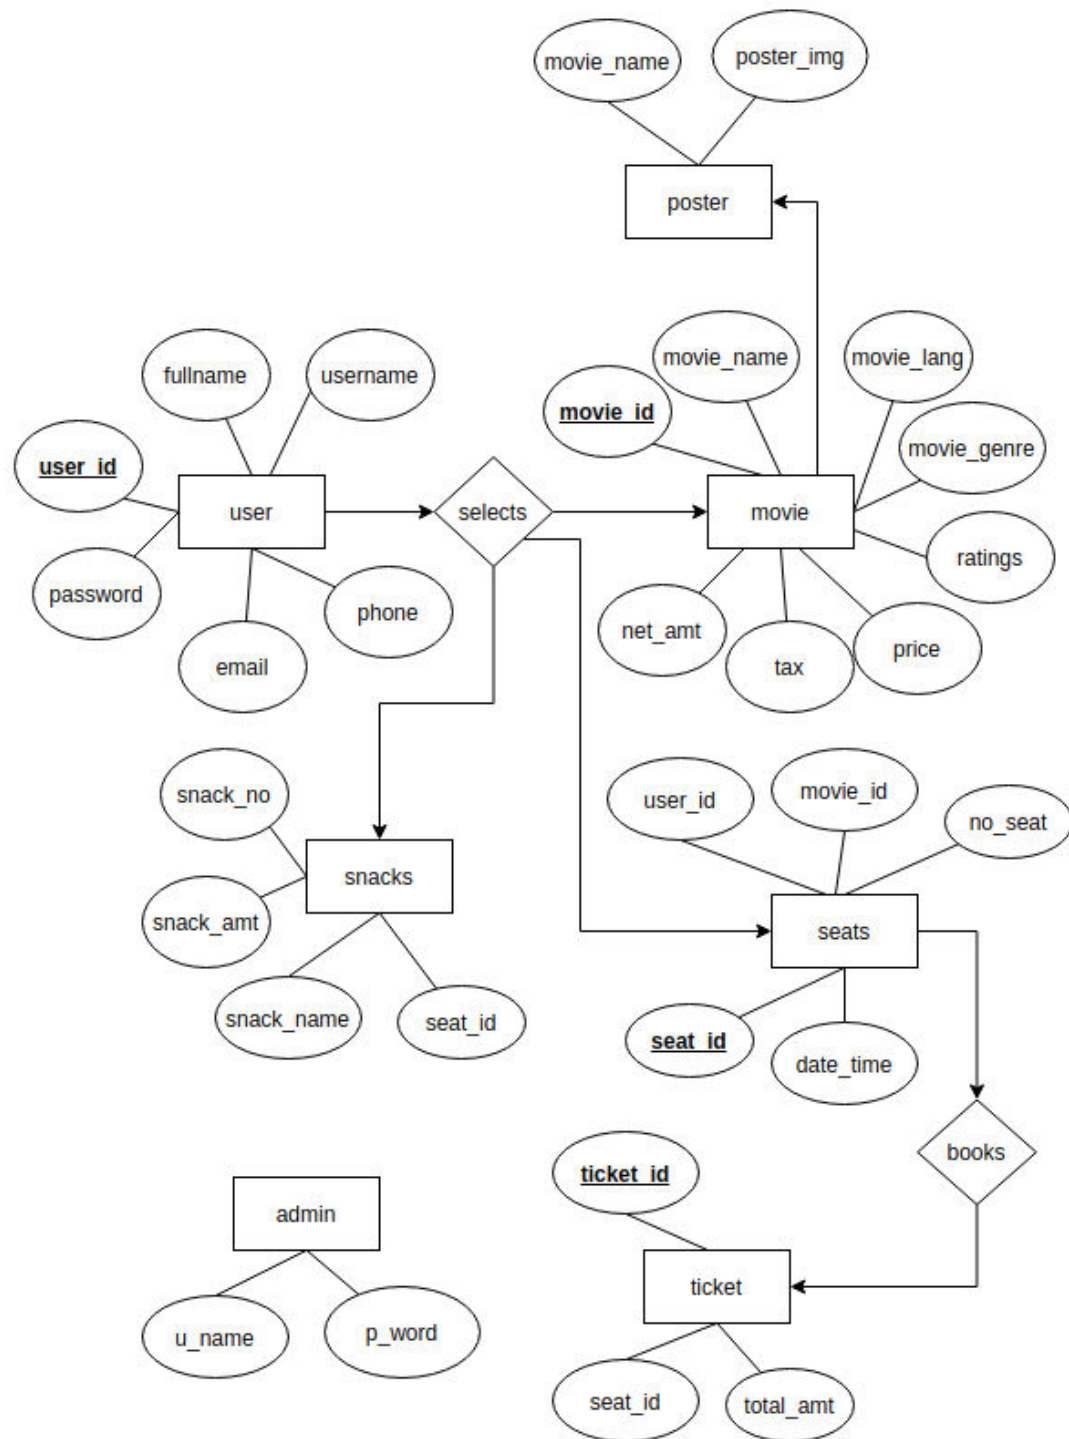 movie_name
poster_img
poster
fullname
username
movie_name
movie_lang
movie_id
movie_genre
user_id
user
selects
movie
ratings
password
phone
net_amt
price
email
tax
snack_no
user_id
movie_id
no_seat
snacks
snack_amt
seats
snack_name
seat_id
seat_id
date_time
books
ticket_id
admin
ticket
u_name
p_word
seat_id
total_amt